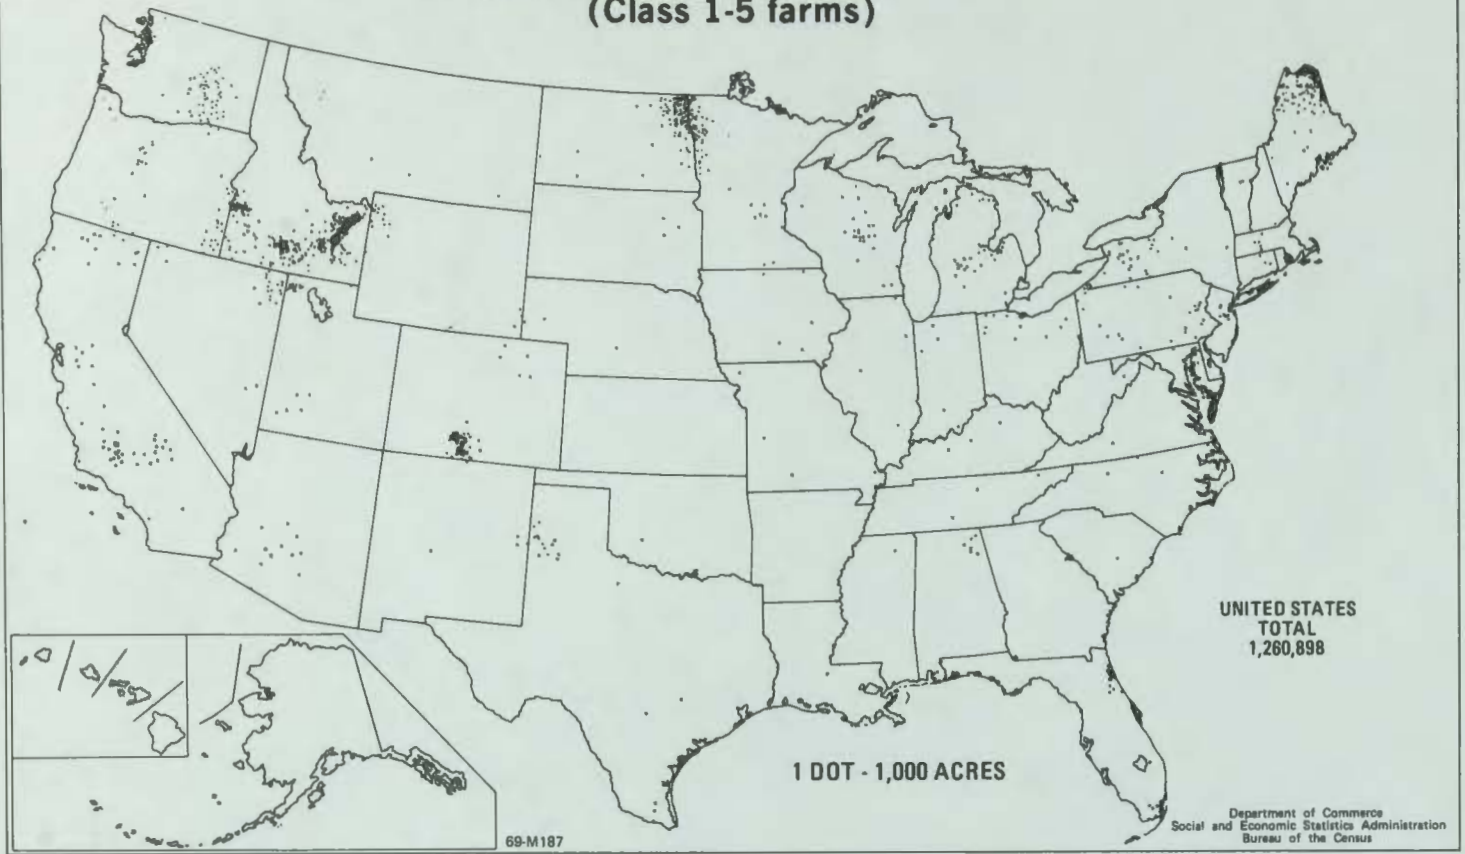 (Class 1-5 farms)
UNITED STATES
TOTAL
1,260,898
1 DOT - 1,000 ACRES
Department of Commerce
Social and Economic Statistics Administration
Bureau of the Census
69-M187